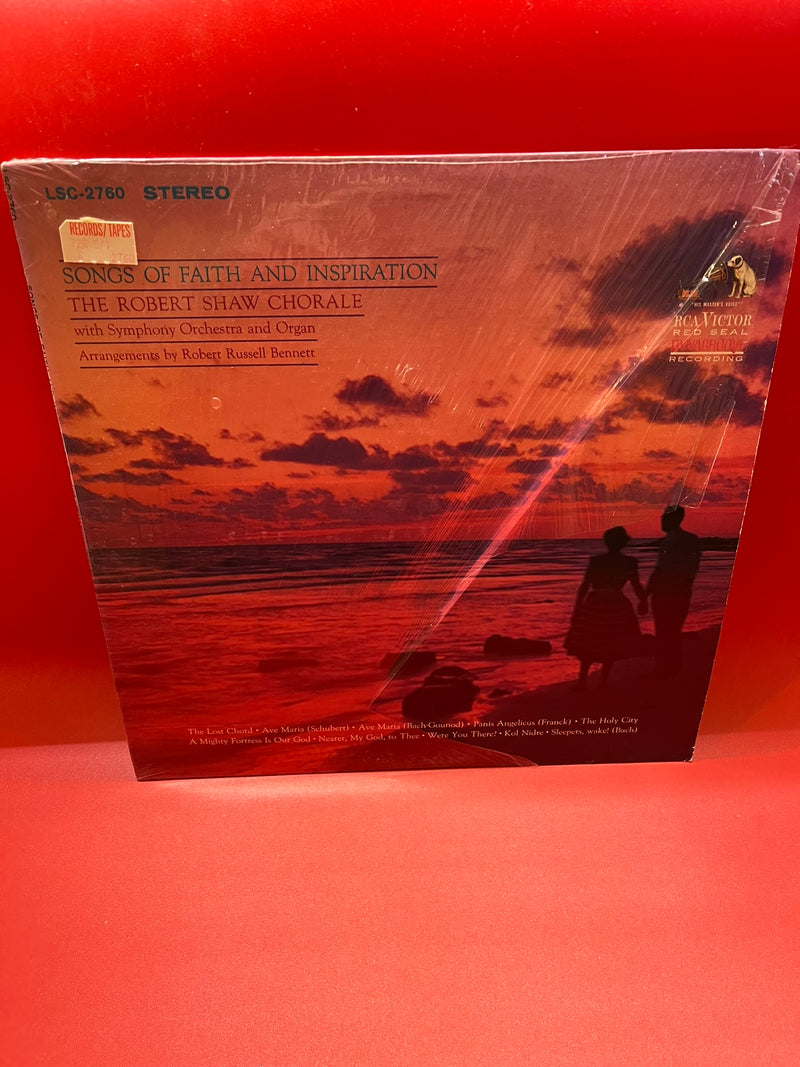 LSC-2760 STEREO
RECORDS/TAPES
2760
SONGS OF FAITH AND INSPIRATION
THE ROBERT SHAW CHORALE
with Symphony Orchestra and Organ
Arrangements by Robert Russell Bennett
"HIS MASTER'S VOICE"
RCA VICTOR
RED SEAL
DYNAGROOVE
RECORDING
The Lost Chord • Ave Maria (Schubert) • Ave Maria (Bach-Gounod) • Panis Angelicus (Franck) • The Holy City
A Mighty Fortress Is Our God • Nearer, My God, to Thee • Were You There? • Kol Nidre • Sleepers, wake! (Bach)